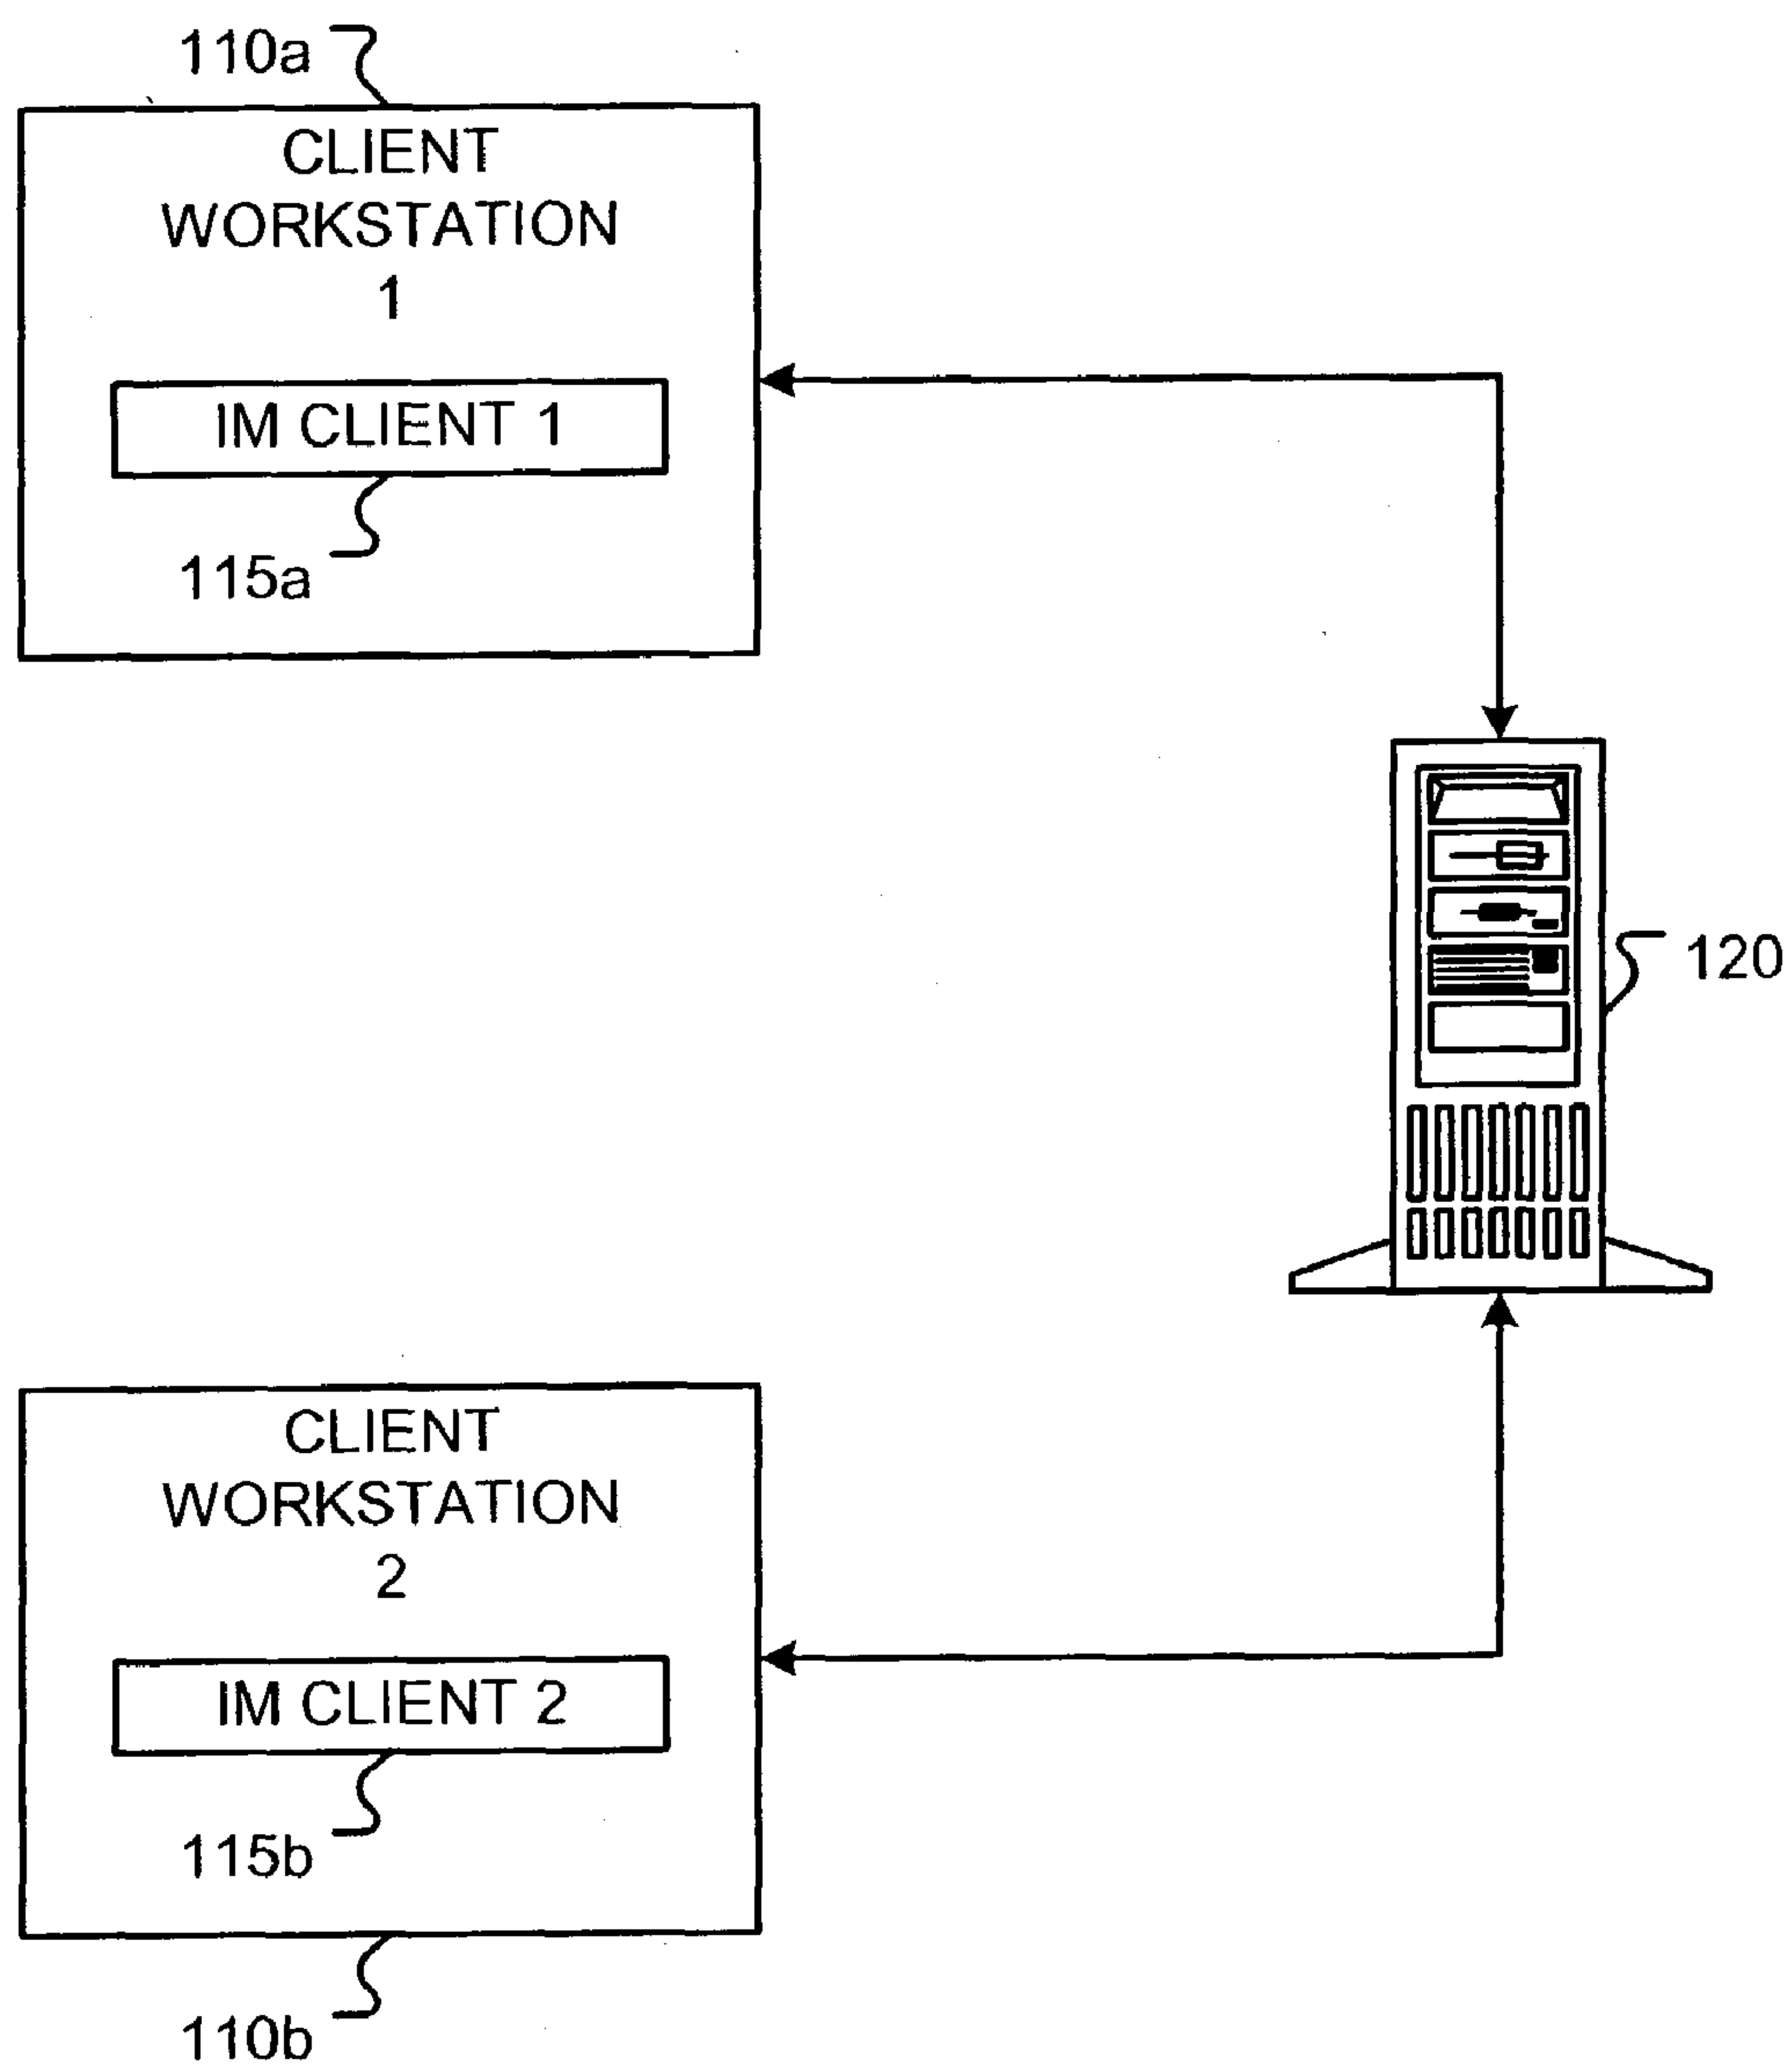 110a
CLIENT
WORKSTATION
1
IM CLIENT 1
115a
120
CLIENT
WORKSTATION
2
IM CLIENT 2
115b
110b